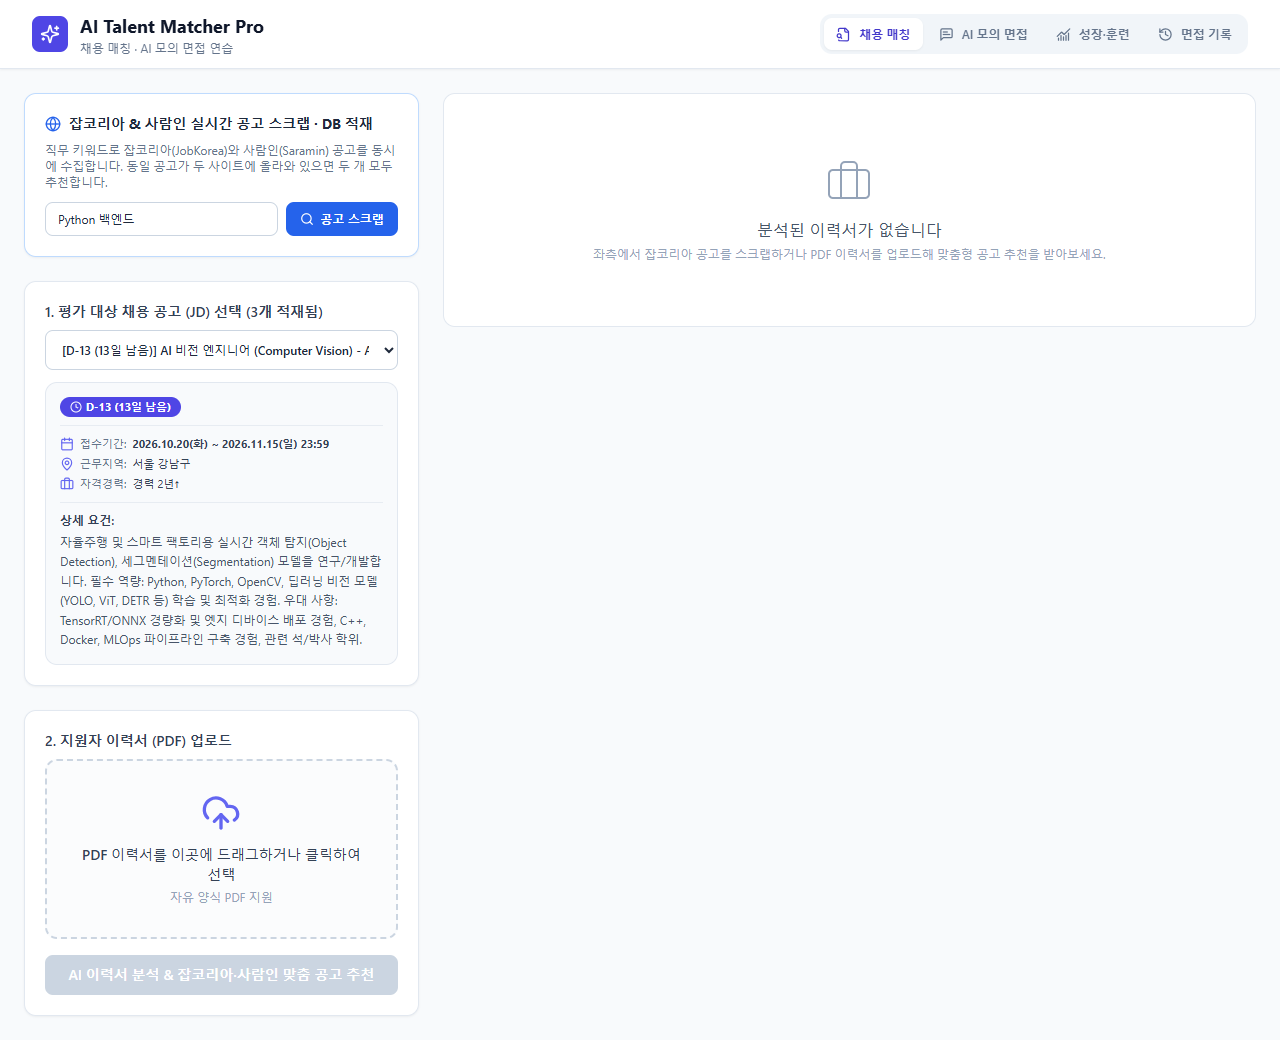 AI Talent Matcher Pro
채용 매칭 · AI 모의 면접 연습
채용 매칭
AI 모의 면접
성장·훈련
면접 기록
잡코리아 & 사람인 실시간 공고 스크랩 · DB 적재
직무 키워드로 잡코리아(JobKorea)와 사람인(Saramin) 공고를 동시
에 수집합니다. 동일 공고가 두 사이트에 올라와 있으면 두 개 모두
추천합니다.
Python 백엔드
공고 스크랩
1. 평가 대상 채용 공고 (JD) 선택 (3개 적재됨)
[D-13 (13일 남음)] AI 비전 엔지니어 (Computer Vision) - A
D-13 (13일 남음)
접수기간: 2026.10.20(화) ~ 2026.11.15(일) 23:59
근무지역: 서울 강남구
자격경력: 경력 2년↑
상세 요건:
자율주행 및 스마트 팩토리용 실시간 객체 탐지(Object
Detection), 세그멘테이션(Segmentation) 모델을 연구/개발합
니다. 필수 역량: Python, PyTorch, OpenCV, 딥러닝 비전 모델
(YOLO, ViT, DETR 등) 학습 및 최적화 경험. 우대 사항:
TensorRT/ONNX 경량화 및 엣지 디바이스 배포 경험, C++,
Docker, MLOps 파이프라인 구축 경험, 관련 석/박사 학위.
2. 지원자 이력서 (PDF) 업로드
PDF 이력서를 이곳에 드래그하거나 클릭하여
선택
자유 양식 PDF 지원
AI 이력서 분석 & 잡코리아·사람인 맞춤 공고 추천
분석된 이력서가 없습니다
좌측에서 잡코리아 공고를 스크랩하거나 PDF 이력서를 업로드해 맞춤형 공고 추천을 받아보세요.